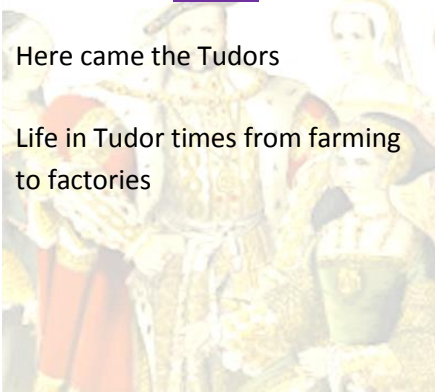 Here came the Tudors
Life in Tudor times from farming
to factories